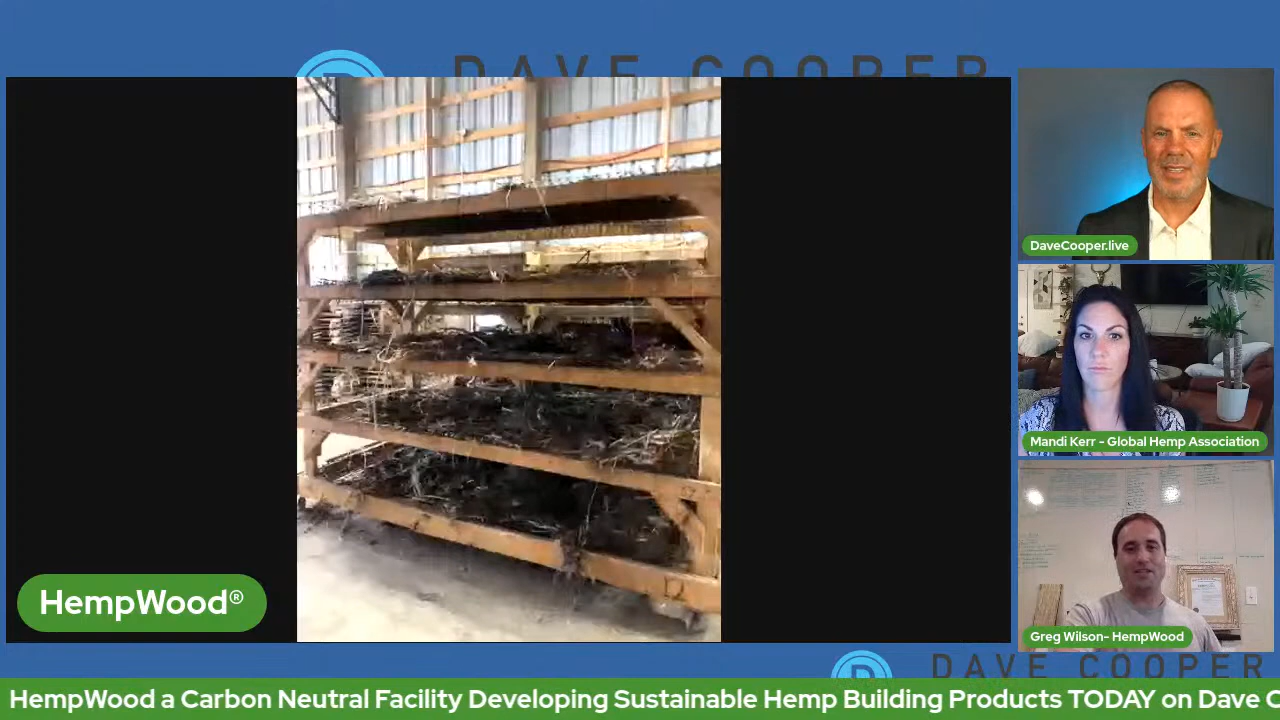 DAVE COOPER
DaveCooper.live
Mandi Kerr - Global Hemp Association
HempWood®
Greg Wilson- HempWood
DAVE COOPER
HempWood a Carbon Neutral Facility Developing Sustainable Hemp Building Products TODAY on Dave C